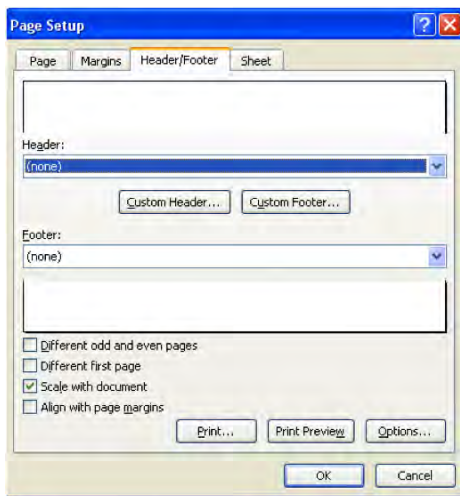 Page Setup
Page Margins Header/Footer Sheet
Header:
(none)
Custom Header... Custom Footer...
Footer:
(none)
Different odd and even pages
Different first page
Scale with document
Align with page margins
Print... Print Preview Options...
OK Cancel